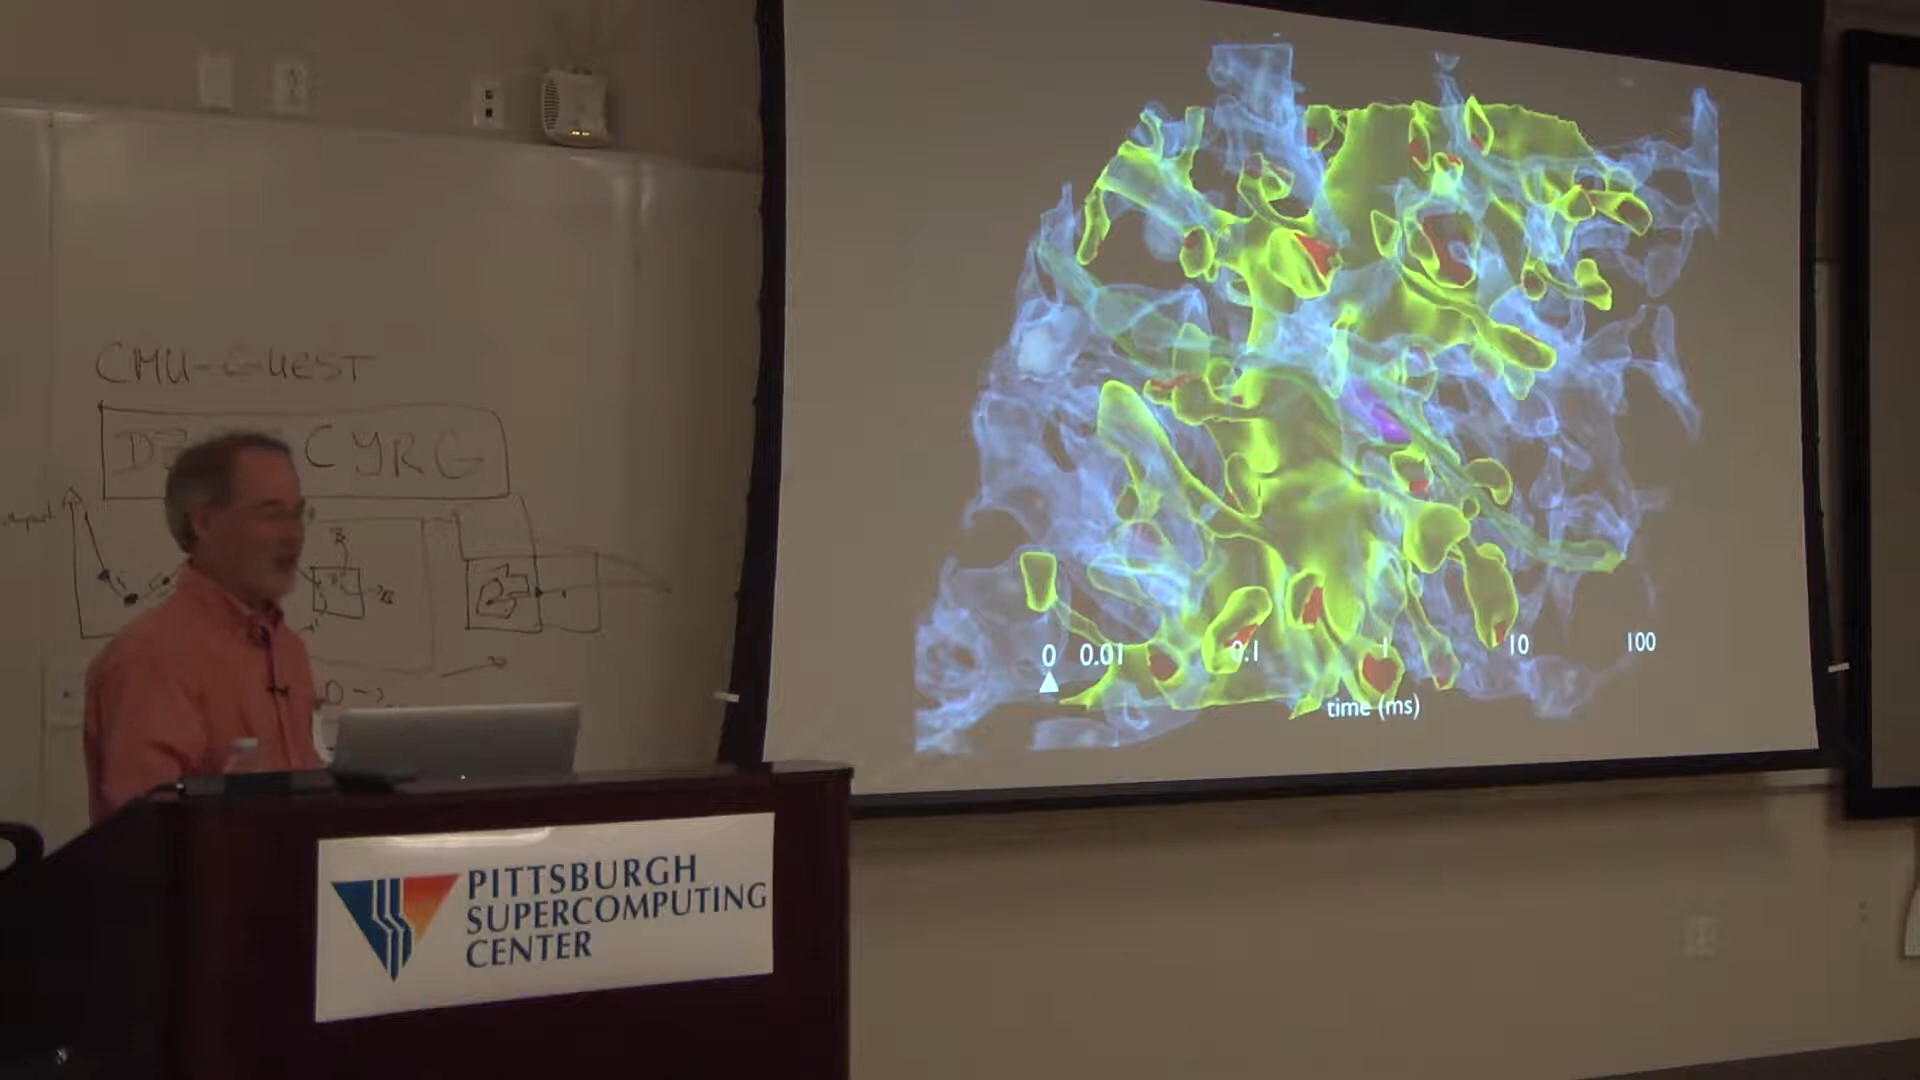 CMU-GUEST
CYRG
0 0.01 0.1 1 10 100
time (ms)
PITTSBURGH
SUPERCOMPUTING
CENTER